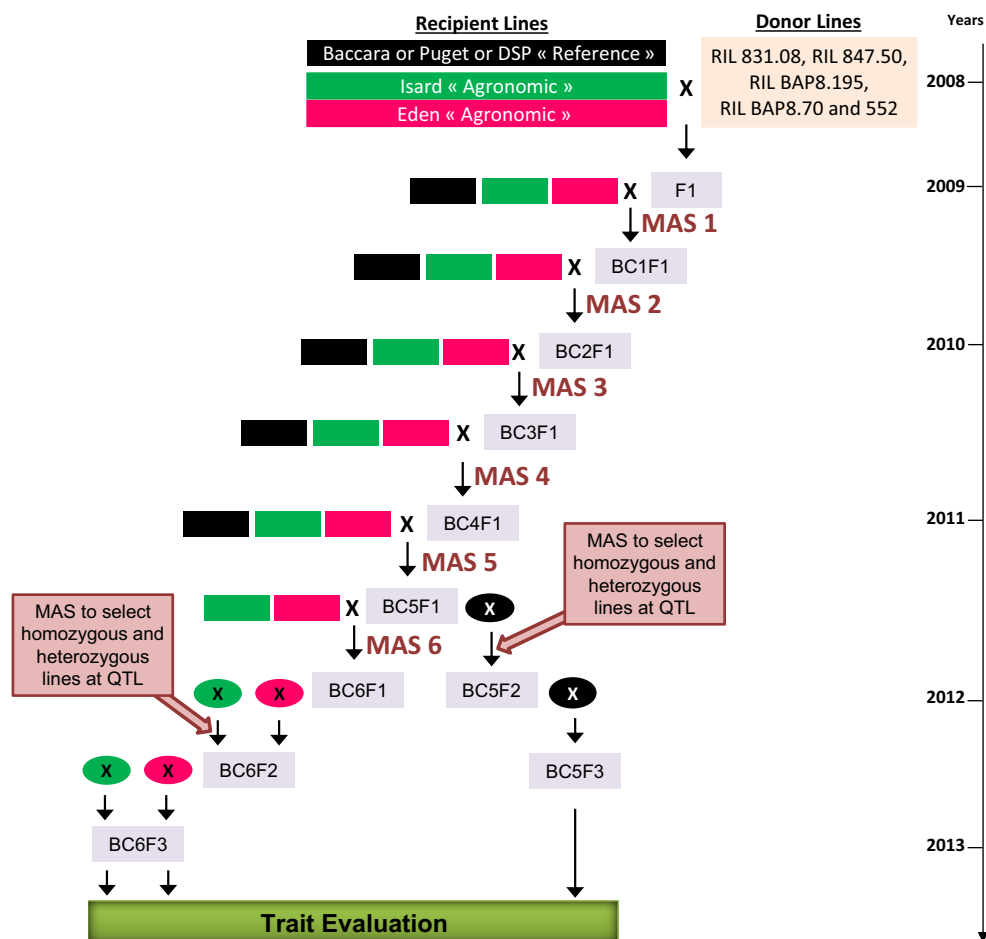 Recipient Lines
Donor Lines
Years
Baccara or Puget or DSP « Reference »
Isard « Agronomic »
Eden « Agronomic »
X
RIL 831.08, RIL 847.50,
RIL BAP8.195,
RIL BAP8.70 and 552
2008
X
F1
2009
MAS 1
X
BC1F1
MAS 2
X
BC2F1
2010
MAS 3
X
BC3F1
MAS 4
X
BC4F1
2011
MAS 5
MAS to select
homozygous and
heterozygous
lines at QTL
X
BC5F1
X
MAS 6
MAS to select
homozygous and
heterozygous
lines at QTL
X
X
BC6F1
BC5F2
X
2012
X
X
BC6F2
BC5F3
BC6F3
2013
Trait Evaluation